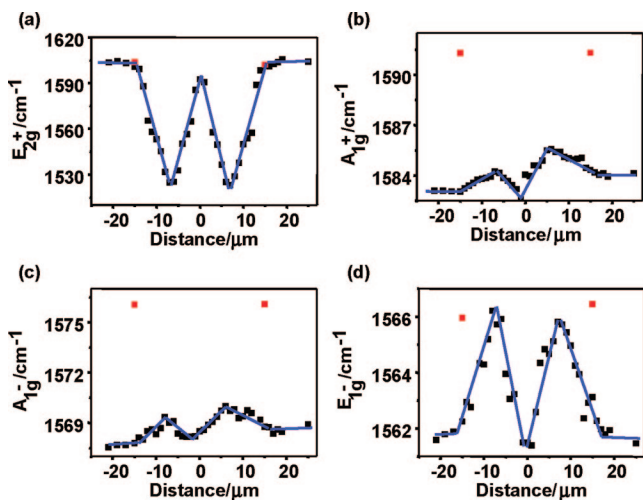 (a)
1620
1590
1560
1530
E2g+/cm-1
-20 -10 0 10 20
Distance/μm
(b)
1590
1587
1584
A1g+/cm-1
-20 -10 0 10 20
Distance/μm
(c)
1575
1572
1569
A1g-/cm-1
-20 -10 0 10 20
Distance/μm
(d)
1566
1564
1562
E1g-/cm-1
-20 -10 0 10 20
Distance/μm